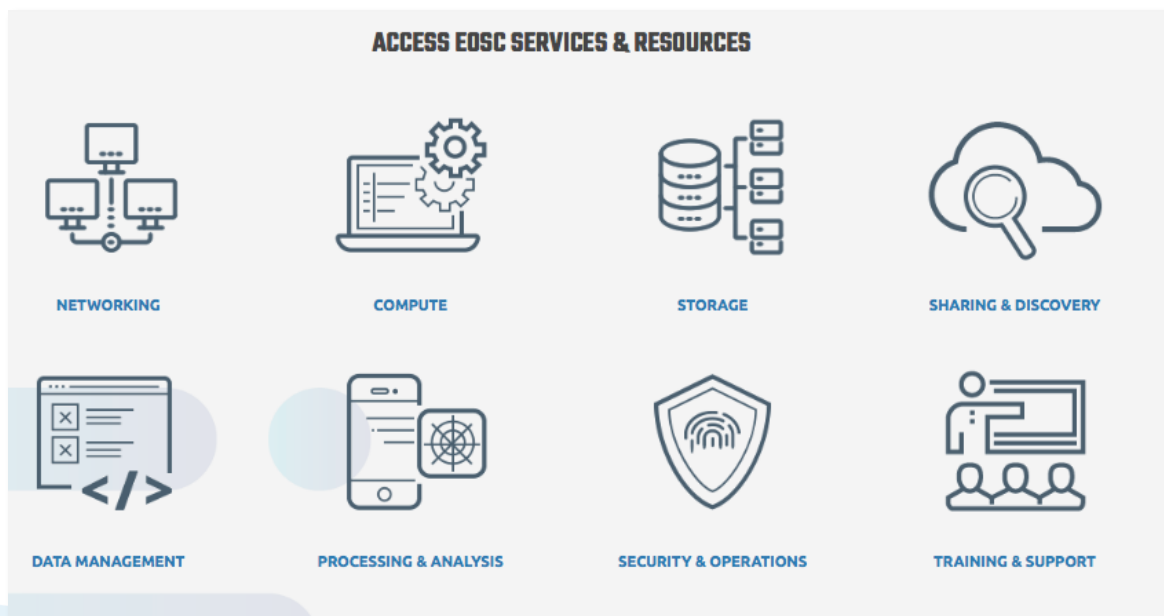 ACCESS EOSC SERVICES & RESOURCES
NETWORKING
COMPUTE
STORAGE
SHARING & DISCOVERY
DATA MANAGEMENT
PROCESSING & ANALYSIS
SECURITY & OPERATIONS
TRAINING & SUPPORT